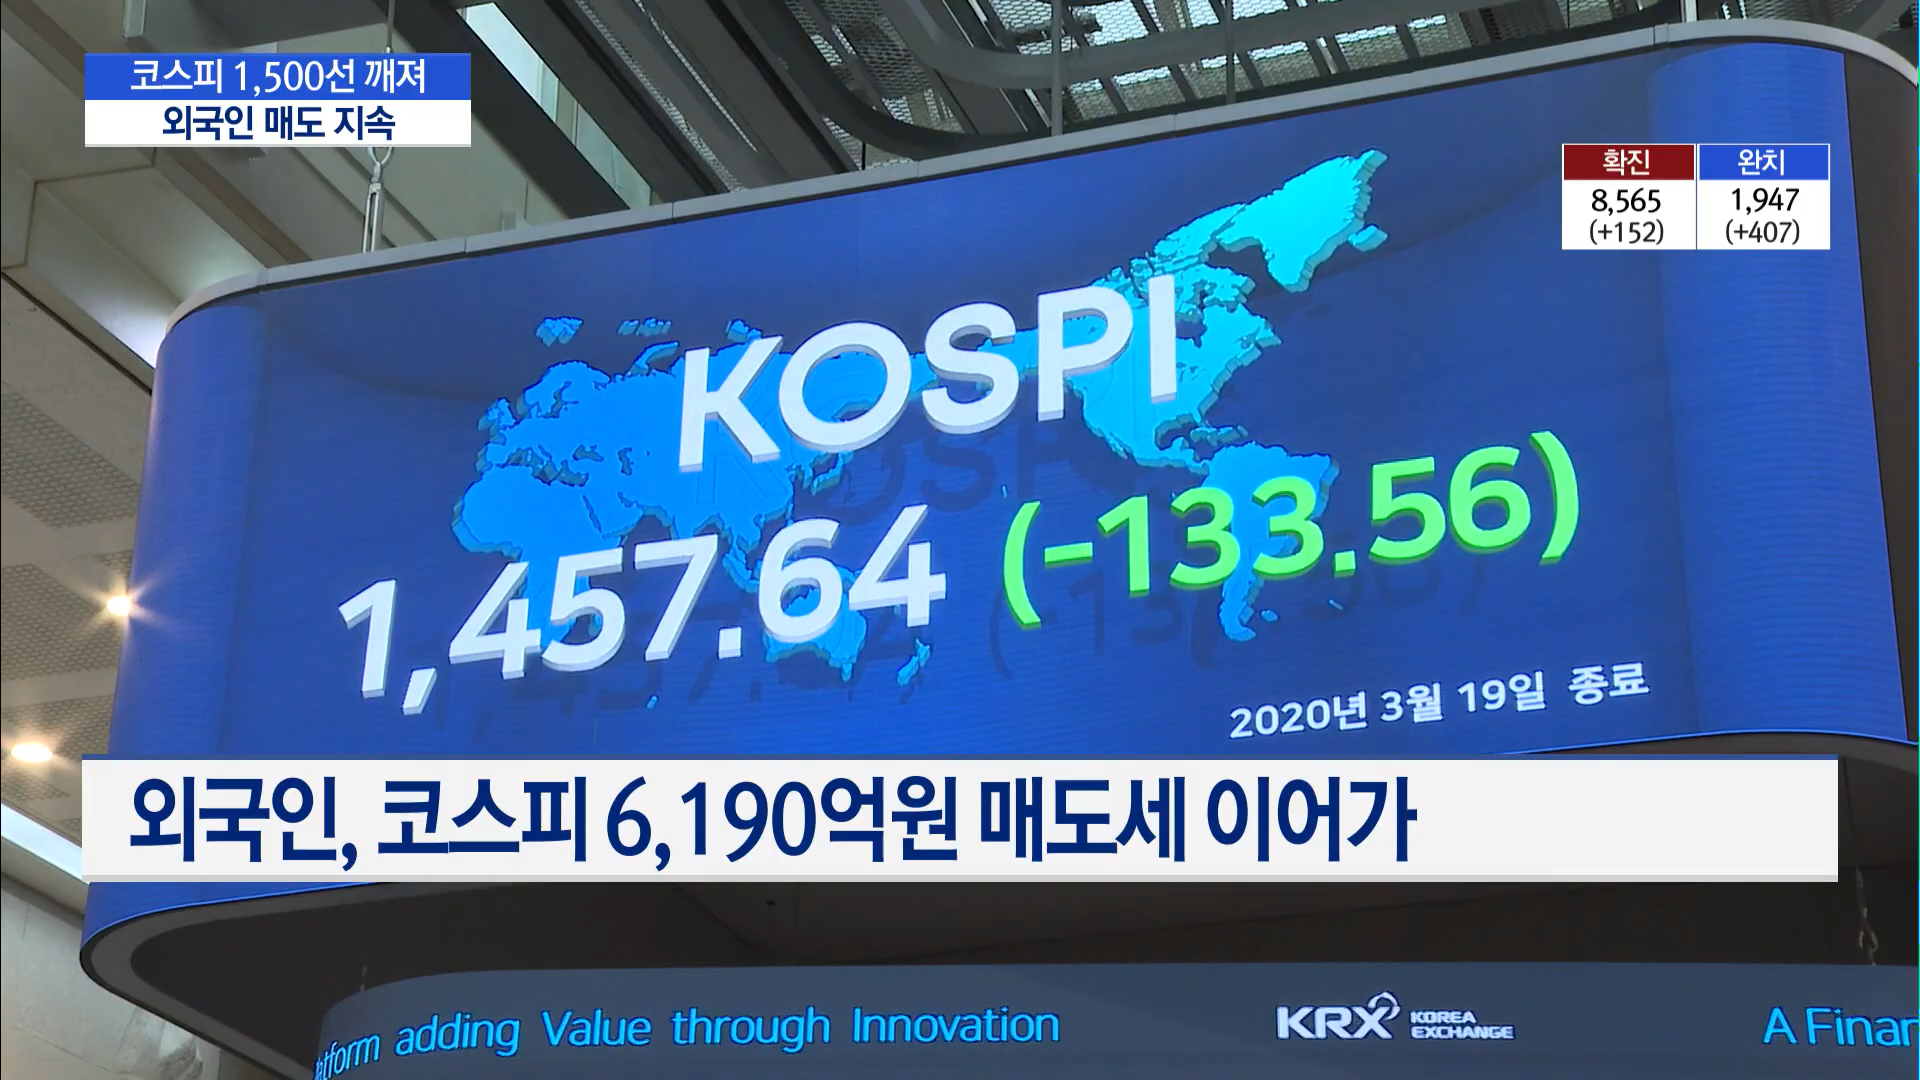 코스피 1,500선 깨져
외국인 매도 지속
확진 완치
8,565 1,947
(+152) (+407)
KOSPI
1,457.64 (-133.56)
2020년 3월 19일 종료
외국인, 코스피 6,190억원 매도세 이어가
adding Value through Innovation
KRX KOREA EXCHANGE
A Finan